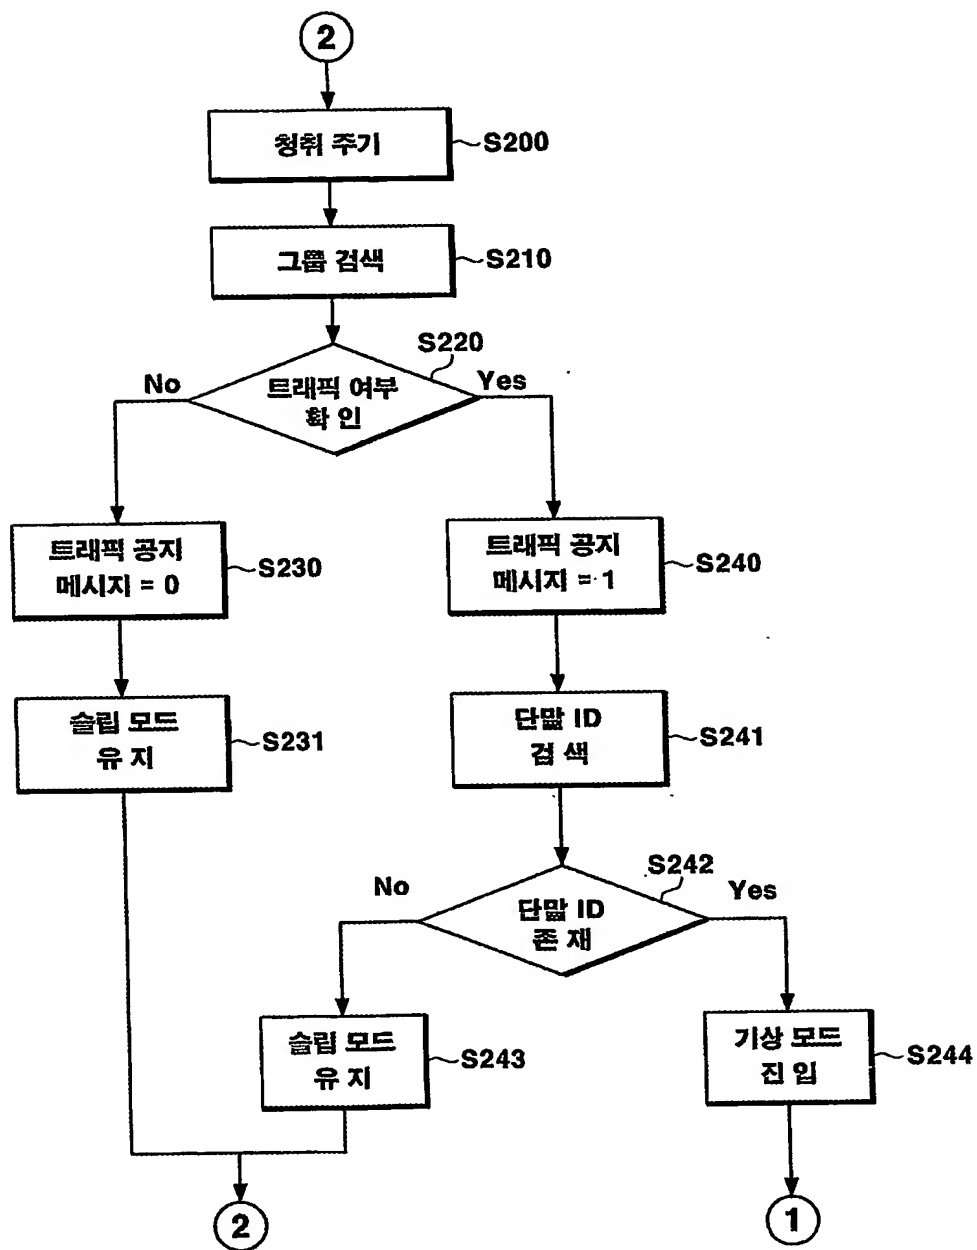 2
청취 주기
S200
그룹 검색
S210
S220
No
Yes
트래픽 여부
확 인
트래픽 공지
메시지 = 0
S230
트래픽 공지
메시지 = 1
S240
슬립 모드
유 지
S231
단말 ID
검 색
S241
S242
No
Yes
단말 ID
존 재
슬립 모드
유 지
S243
기상 모드
진 입
S244
2
1